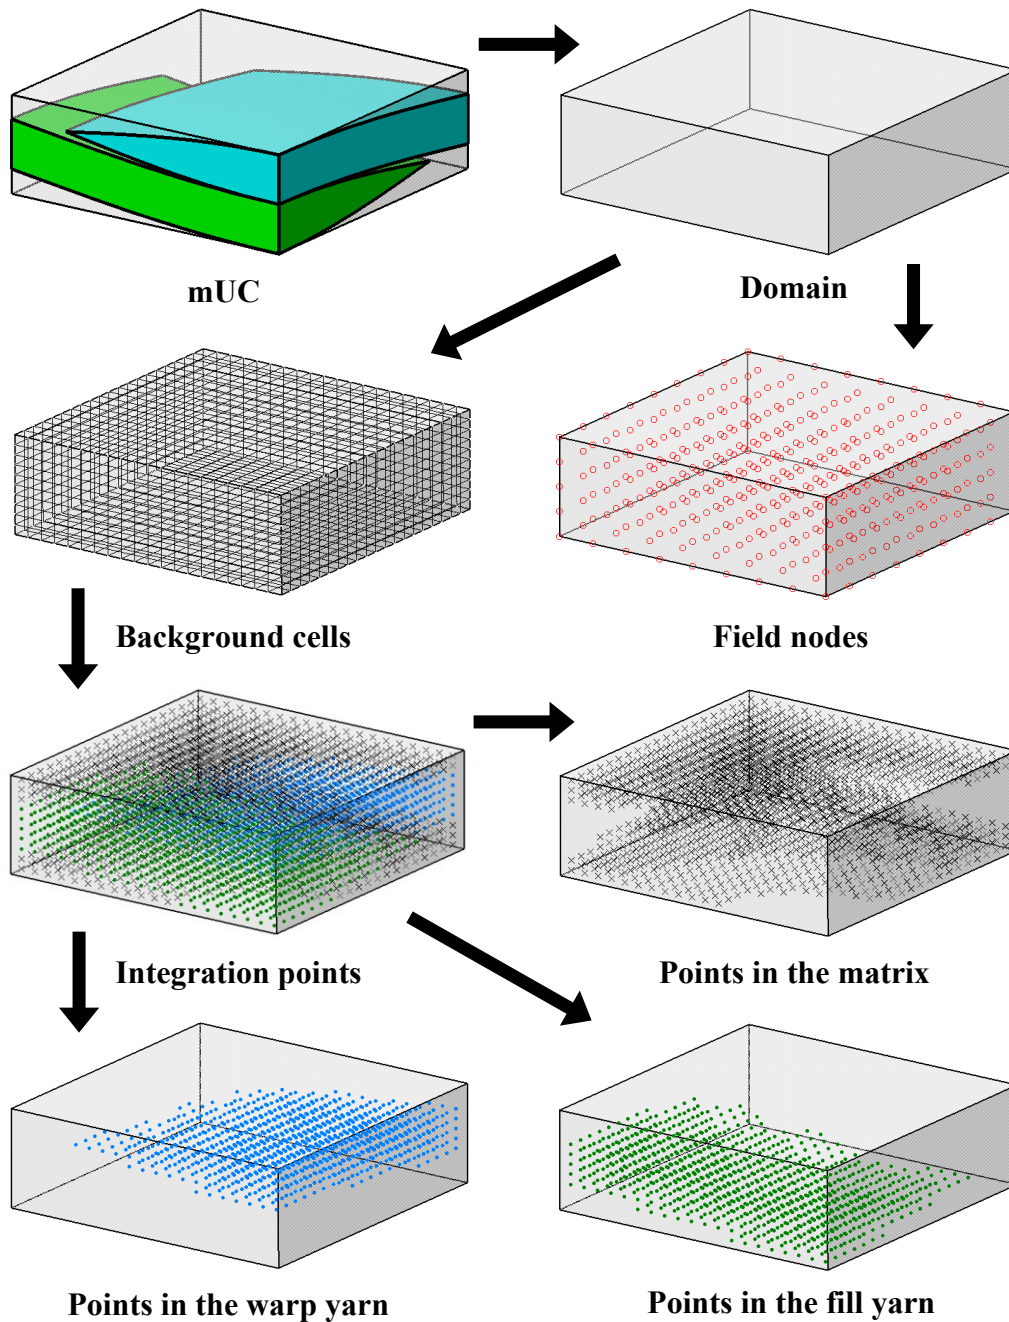 mUC
Domain
Background cells
Field nodes
Integration points
Points in the matrix
Points in the warp yarn
Points in the fill yarn